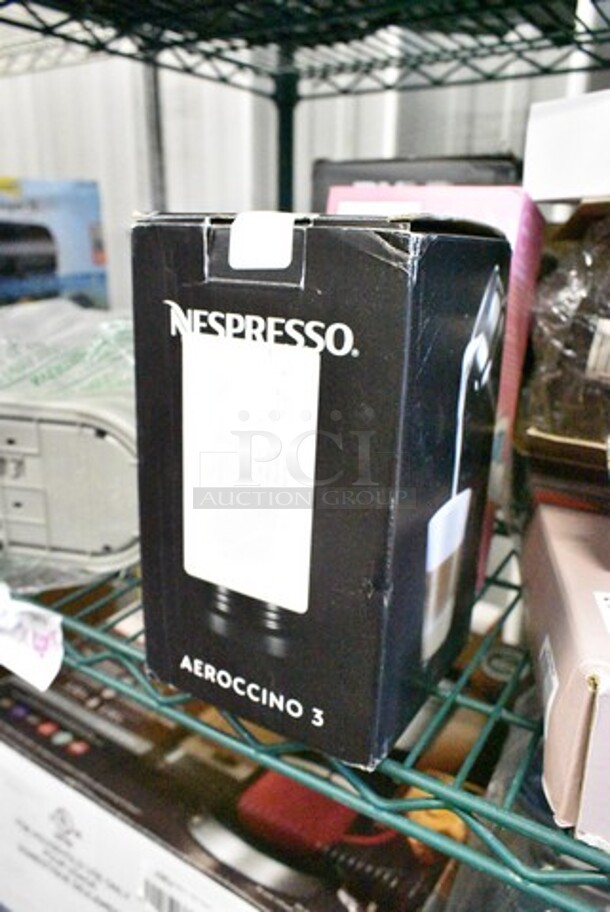 NESPRESSO.
PCI
AUCTION GROUP
AEROCCINO 3